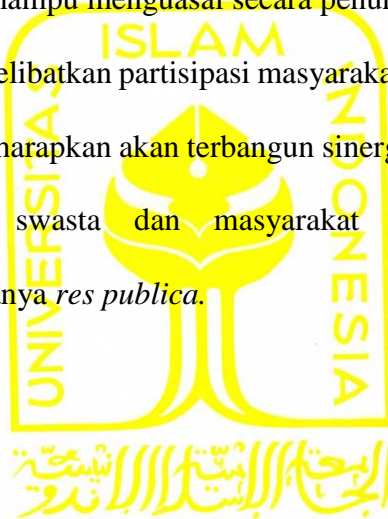 mampu menguasai secara penuh
elibatkan partisipasi masyaraka
harapkan akan terbangun sinerg
swasta dan masyarakat
nya res publica.
ISLAM
UNIVERSITAS
INDONESIA